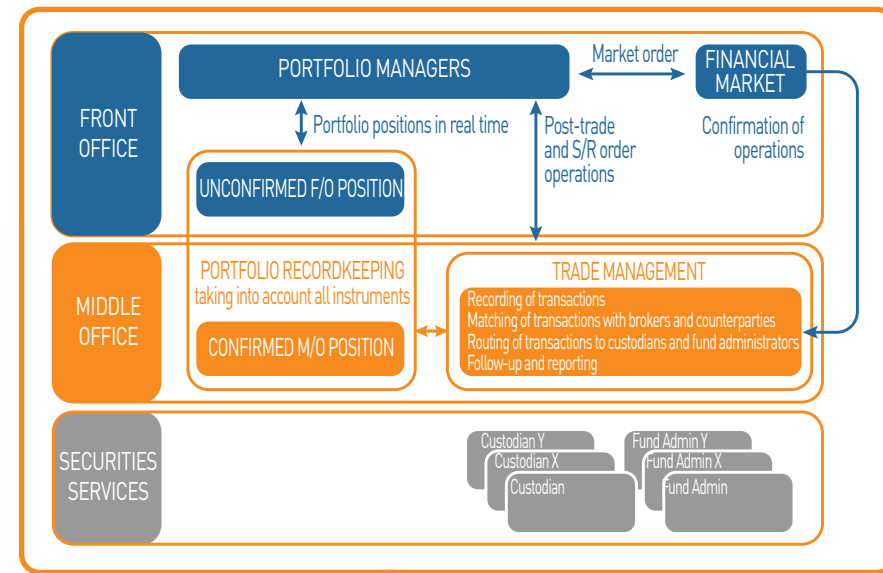 FRONT
OFFICE
PORTFOLIO MANAGERS
Market order
FINANCIAL
MARKET
Portfolio positions in real time
Post-trade
and S/R order
operations
Confirmation of
operations
UNCONFIRMED F/O POSITION
MIDDLE
OFFICE
PORTFOLIO RECORDKEEPING
taking into account all instruments
CONFIRMED M/O POSITION
TRADE MANAGEMENT
Recording of transactions
Matching of transactions with brokers and counterparties
Routing of transactions to custodians and fund administrators
Follow-up and reporting
SECURITIES
SERVICES
Custodian Y
Custodian X
Custodian
Fund Admin Y
Fund Admin X
Fund Admin